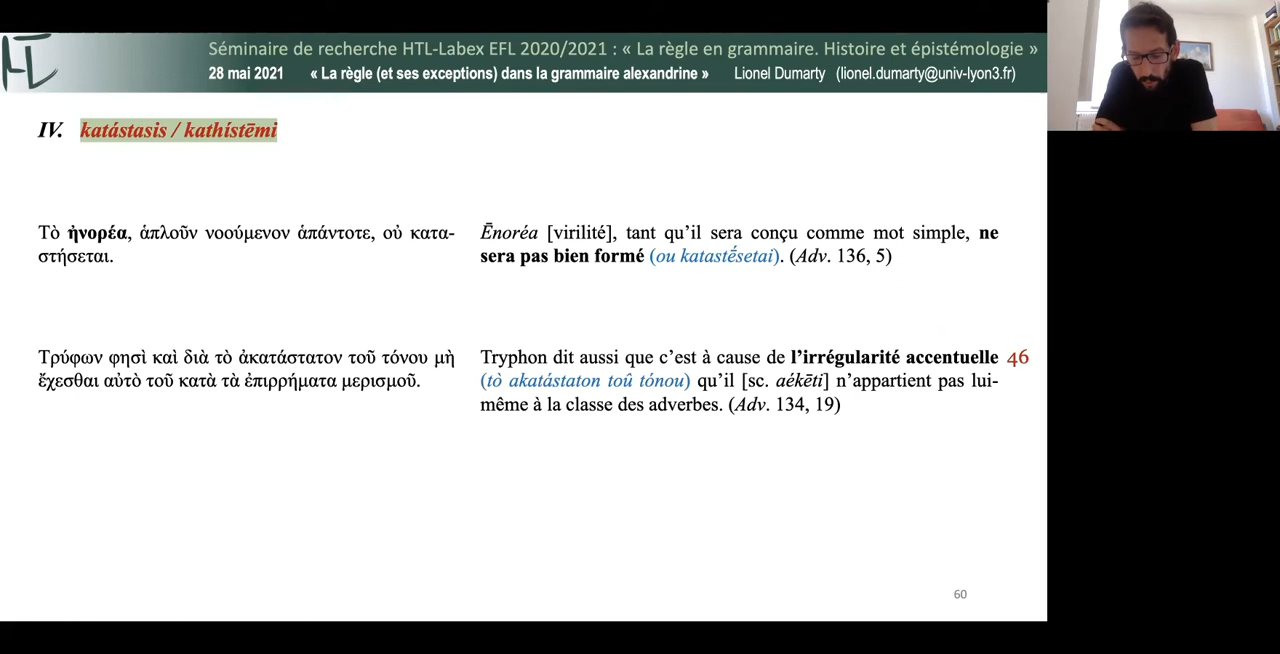 HTL
Séminaire de recherche HTL-Labex EFL 2020/2021 : « La règle en grammaire. Histoire et épistémologie »
28 mai 2021 « La règle (et ses exceptions) dans la grammaire alexandrine » Lionel Dumarty (lionel.dumarty@univ-lyon3.fr)
IV. katástasis / kathístēmi
Τὸ ἠνορέα, ἁπλοῦν νοούμενον ἁπάντοτε, οὐ κατα-
στήσεται.
Ēnoréa [virilité], tant qu’il sera conçu comme mot simple, ne
sera pas bien formé (ou katastḗsetai). (Adv. 136, 5)
Τρύφων φησὶ καὶ διὰ τὸ ἀκατάστατον τοῦ τόνου μὴ
ἔχεσθαι αὐτὸ τοῦ κατὰ τὰ ἐπιρρήματα μερισμοῦ.
Tryphon dit aussi que c’est à cause de l’irrégularité accentuelle 46
(tò akatástaton toû tónou) qu’il [sc. aékēti] n’appartient pas lui-
même à la classe des adverbes. (Adv. 134, 19)
60